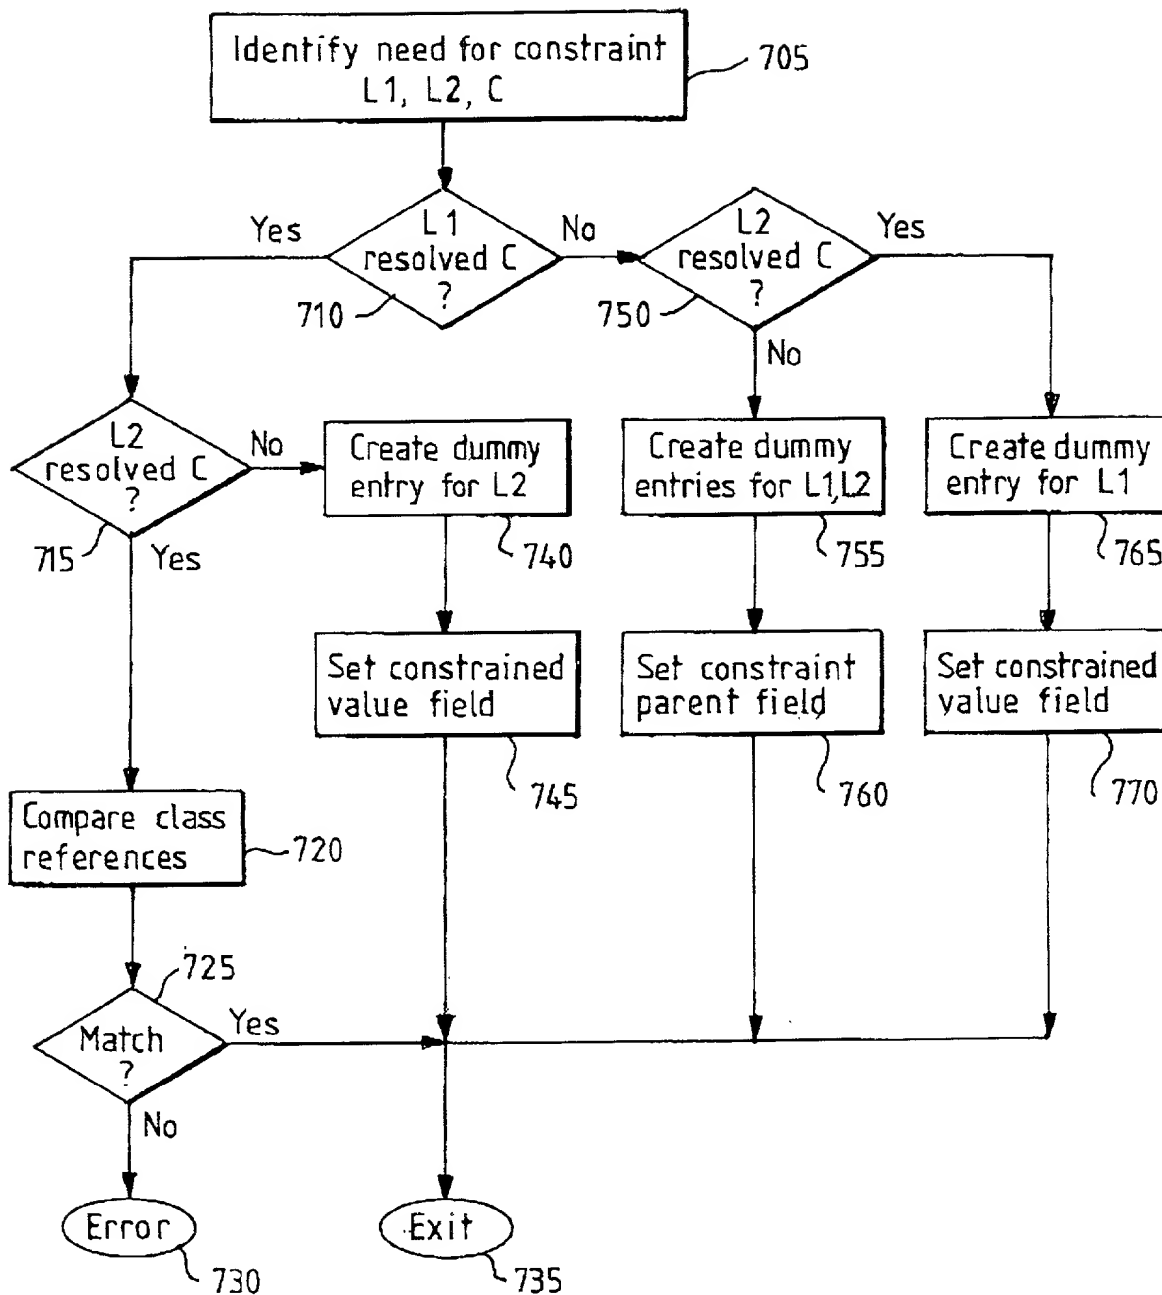 Identify need for constraint
L1, L2, C
705
Yes
L1
resolved C
?
710
No
L2
resolved C
?
750
Yes
No
L2
resolved C
?
715
No
Yes
Create dummy
entry for L2
740
Create dummy
entries for L1,L2
755
Create dummy
entry for L1
765
Set constrained
value field
745
Set constraint
parent field
760
Set constrained
value field
770
Compare class
references
720
725
Match
?
Yes
No
Error
730
Exit
735